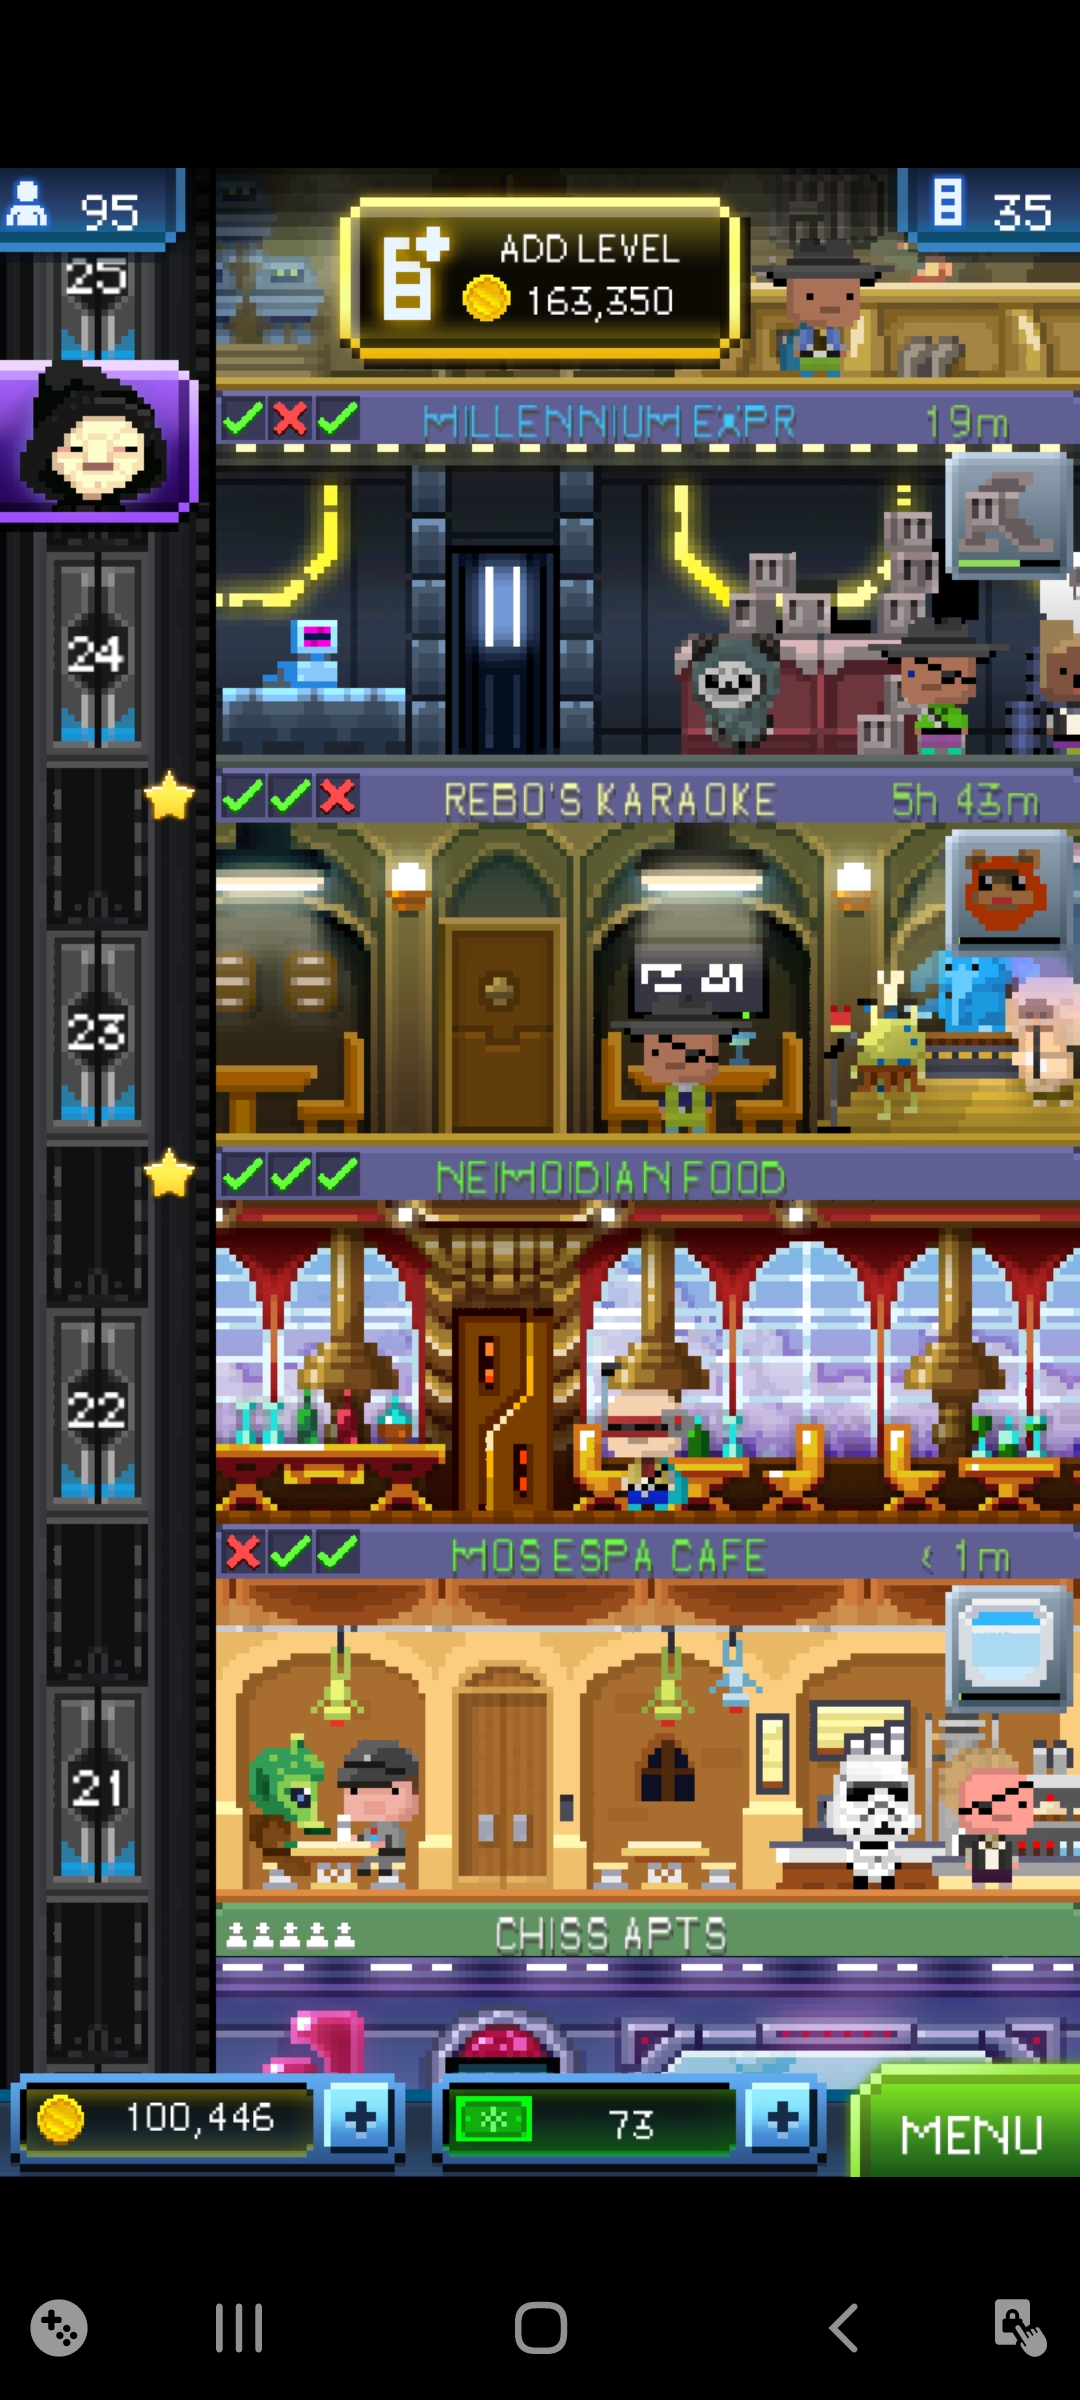 95
35
ADD LEVEL
163,350
25
MILLENNIUM EXPR 19m
24
REBO'S KARAOKE 5h 43m
23
NEIMOIDIAN FOOD
22
MOS ESPA CAFE < 1m
21
CHISS APTS
100,446
73
MENU